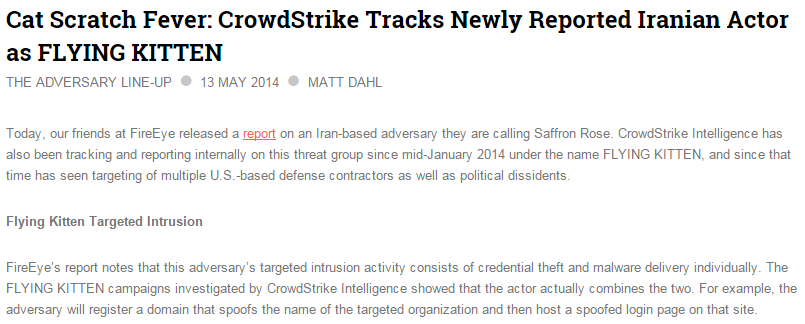 Cat Scratch Fever: CrowdStrike Tracks Newly Reported Iranian Actor
as FLYING KITTEN
THE ADVERSARY LINE-UP ● 13 MAY 2014 ● MATT DAHL
Today, our friends at FireEye released a report on an Iran-based adversary they are calling Saffron Rose. CrowdStrike Intelligence has
also been tracking and reporting internally on this threat group since mid-January 2014 under the name FLYING KITTEN, and since that
time has seen targeting of multiple U.S.-based defense contractors as well as political dissidents.
Flying Kitten Targeted Intrusion
FireEye's report notes that this adversary's targeted intrusion activity consists of credential theft and malware delivery individually. The
FLYING KITTEN campaigns investigated by CrowdStrike Intelligence showed that the actor actually combines the two. For example, the
adversary will register a domain that spoofs the name of the targeted organization and then host a spoofed login page on that site.